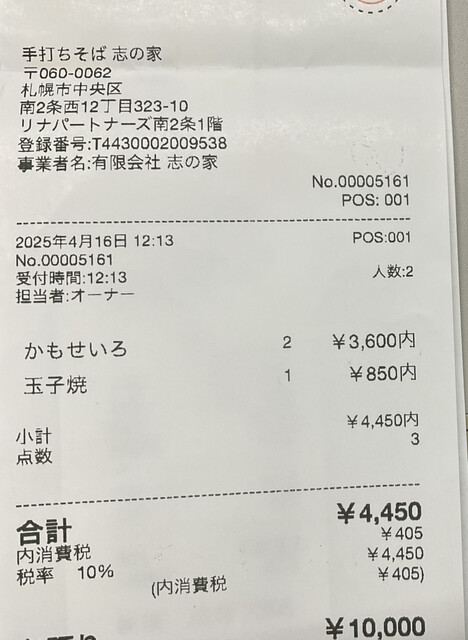 手打ちそば 志の家
〒060-0062
札幌市中央区
南2条西12丁目323-10
リナパートナーズ南2条1階
登録番号:T4430002009538
事業者名:有限会社 志の家
No.00005161
POS: 001
2025年4月16日 12:13 POS:001
No.00005161
受付時間:12:13 人数:2
担当者:オーナー
かもせいろ 2 ¥3,600内
玉子焼 1 ¥850内
小計 ¥4,450内
点数 3
合計 ¥4,450
内消費税 ¥405
税率 10% ¥4,450
(内消費税 ¥405)
¥10,000